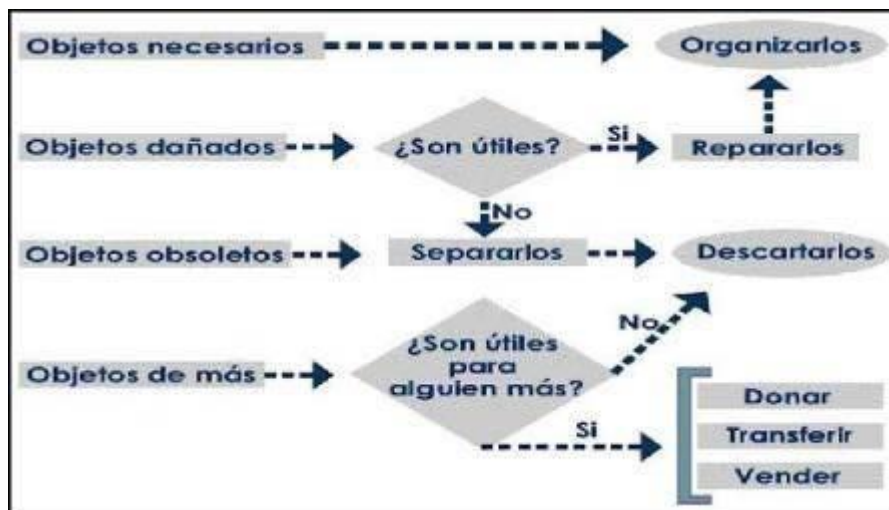 Objetos necesarios
Organizarlos
Objetos dañados
¿Son útiles?
Si
Repararlos
No
Objetos obsoletos
Separarlos
Descartarlos
Objetos de más
¿Son útiles
para
alguien más?
No
Si
Donar
Transferir
Vender